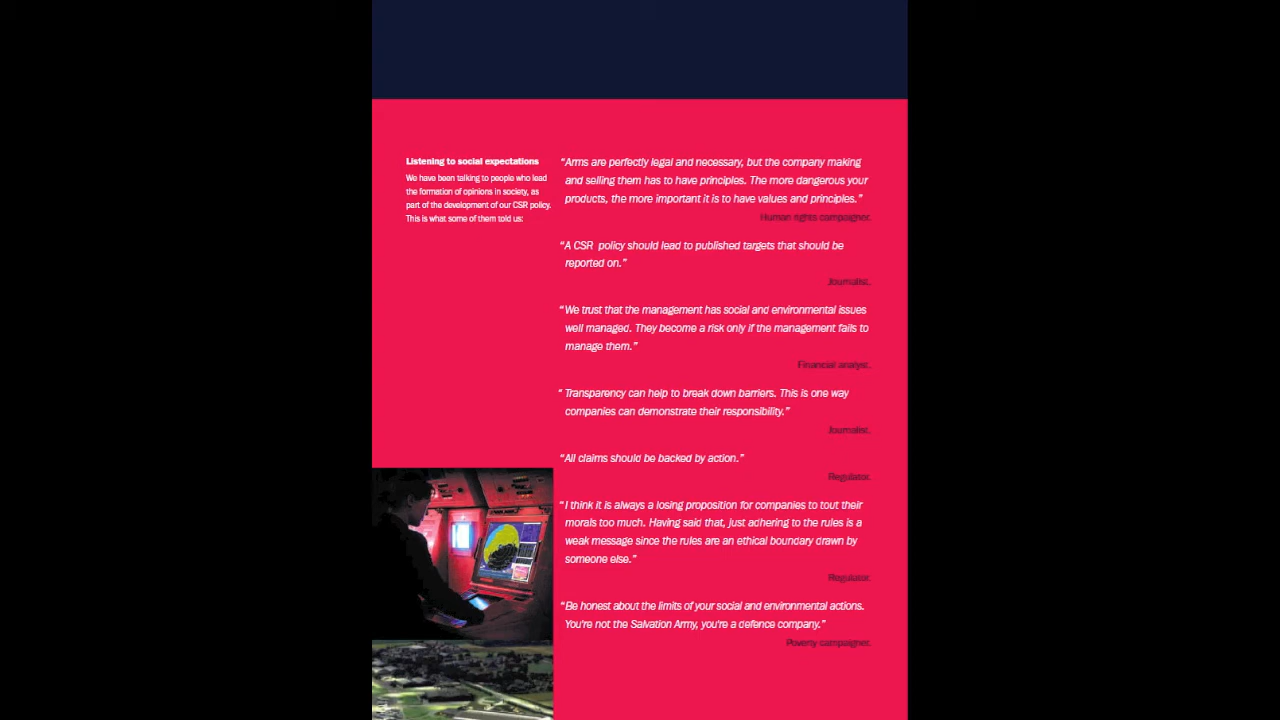 Listening to social expectations
We have been talking to people who lead
the formation of opinions in society, as
part of the development of our CSR policy.
This is what some of them told us:
“Arms are perfectly legal and necessary, but the company making
and selling them has to have principles. The more dangerous your
products, the more important it is to have values and principles.”
Human rights campaigner.
“A CSR policy should lead to published targets that should be
reported on.”
Journalist.
“We trust that the management has social and environmental issues
well managed. They become a risk only if the management fails to
manage them.”
Financial analyst.
“ Transparency can help to break down barriers. This is one way
companies can demonstrate their responsibility.”
Journalist.
“All claims should be backed by action.”
Regulator.
“I think it is always a losing proposition for companies to tout their
morals too much. Having said that, just adhering to the rules is a
weak message since the rules are an ethical boundary drawn by
someone else.”
Regulator.
“Be honest about the limits of your social and environmental actions.
You're not the Salvation Army, you're a defence company.”
Poverty campaigner.